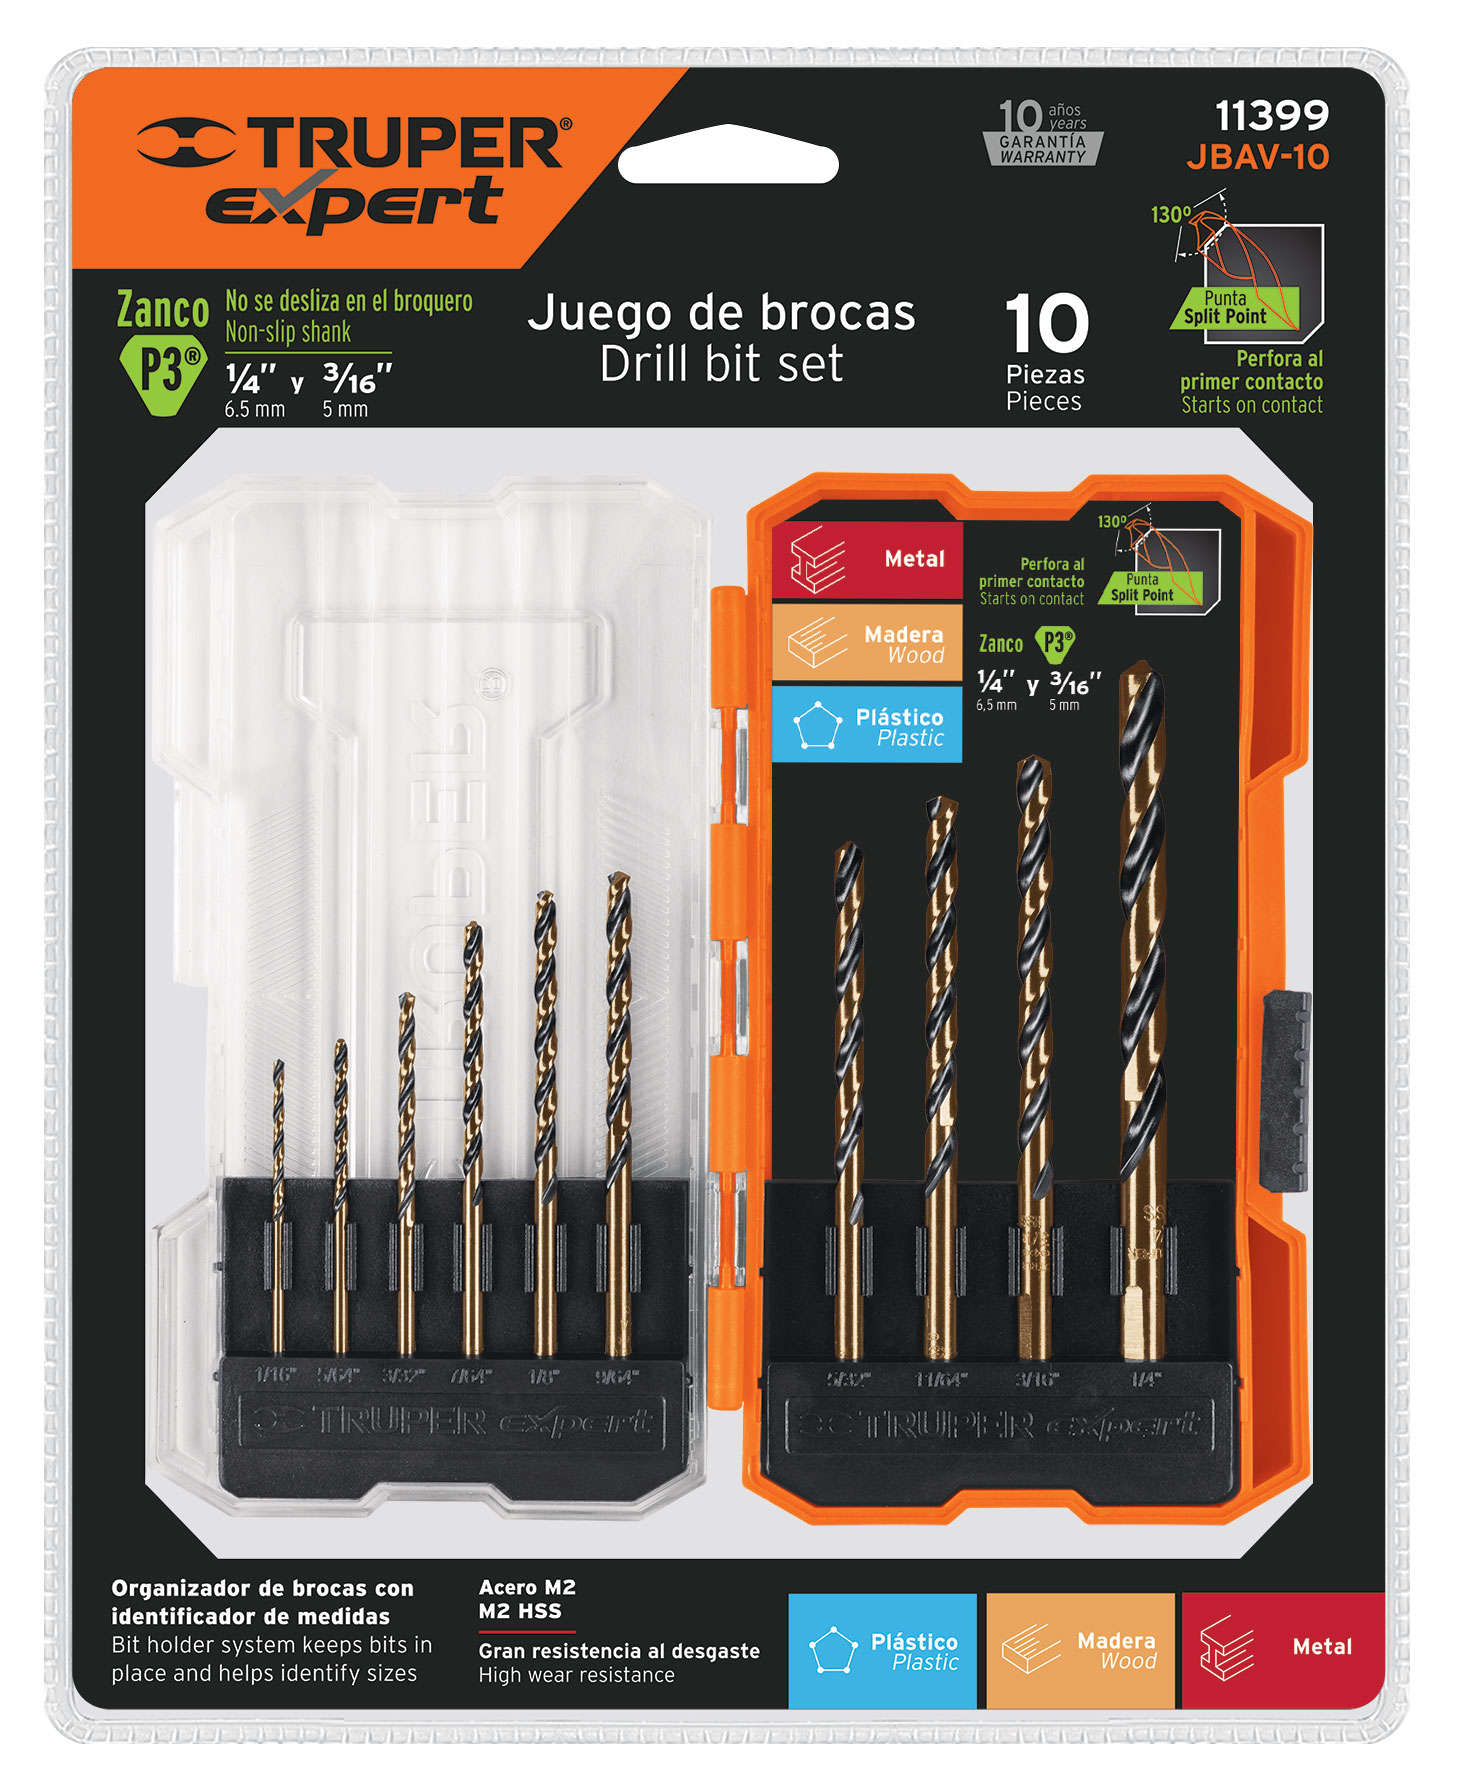 TRUPER®
expert
10 años
years
GARANTÍA
WARRANTY
11399
JBAV-10
130º
Punta
Split Point
Perfora al
primer contacto
Starts on contact
Zanco
P3®
No se desliza en el broquero
Non-slip shank
1/4" y 3/16"
6.5 mm 5 mm
Juego de brocas
Drill bit set
10
Piezas
Pieces
Metal
Madera
Wood
Plástico
Plastic
130º
Perfora al
primer contacto
Starts on contact
Punta
Split Point
Zanco P3®
1/4" y 3/16"
6,5 mm 5 mm
1/16" 5/64" 3/32" 7/64" 1/8" 9/64"
TRUPER expert
5/32" 11/64" 3/16" 1/4"
TRUPER expert
Organizador de brocas con
identificador de medidas
Bit holder system keeps bits in
place and helps identify sizes
Acero M2
M2 HSS
Gran resistencia al desgaste
High wear resistance
Plástico
Plastic
Madera
Wood
Metal